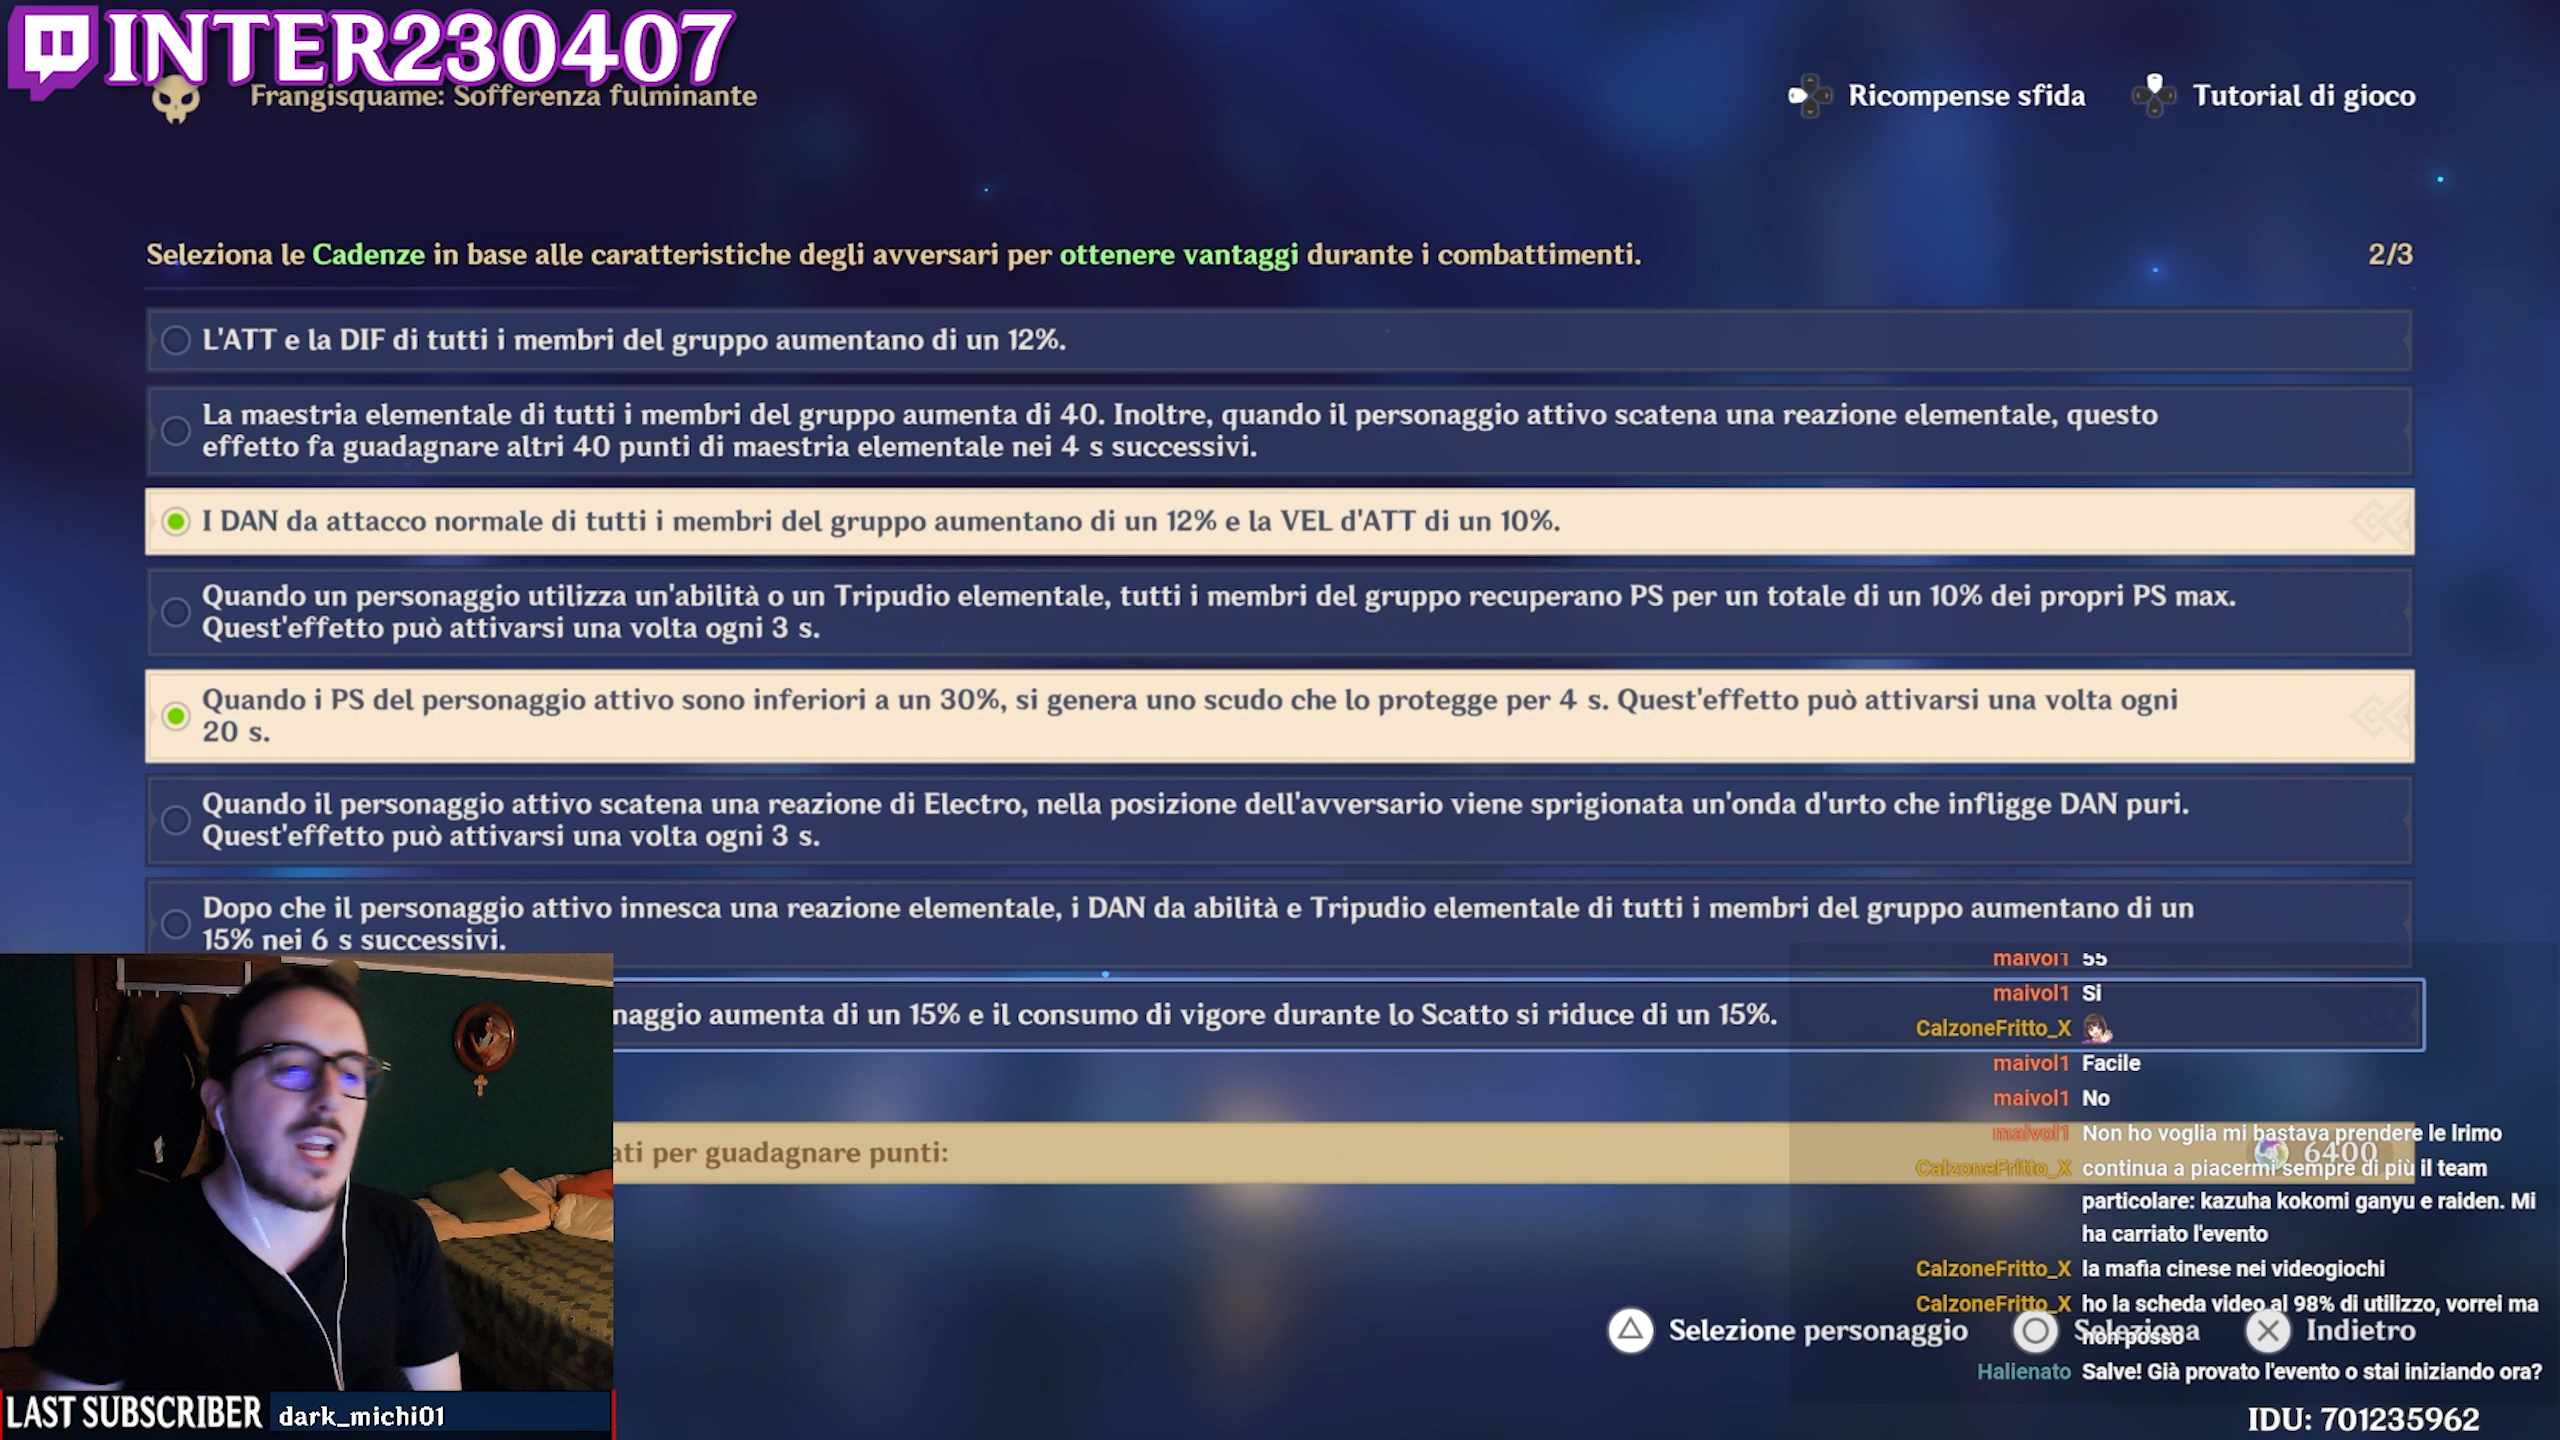 INTER230407
Frangisquame: Sofferenza fulminante
Ricompense sfida
Tutorial di gioco
Seleziona le Cadenze in base alle caratteristiche degli avversari per ottenere vantaggi durante i combattimenti.
2/3
L'ATT e la DIF di tutti i membri del gruppo aumentano di un 12%.
La maestria elementale di tutti i membri del gruppo aumenta di 40. Inoltre, quando il personaggio attivo scatena una reazione elementale, questo
effetto fa guadagnare altri 40 punti di maestria elementale nei 4 s successivi.
I DAN da attacco normale di tutti i membri del gruppo aumentano di un 12% e la VEL d'ATT di un 10%.
Quando un personaggio utilizza un'abilità o un Tripudio elementale, tutti i membri del gruppo recuperano PS per un totale di un 10% dei propri PS max.
Quest'effetto può attivarsi una volta ogni 3 s.
Quando i PS del personaggio attivo sono inferiori a un 30%, si genera uno scudo che lo protegge per 4 s. Quest'effetto può attivarsi una volta ogni
20 s.
Quando il personaggio attivo scatena una reazione di Electro, nella posizione dell'avversario viene sprigionata un'onda d'urto che infligge DAN puri.
Quest'effetto può attivarsi una volta ogni 3 s.
Dopo che il personaggio attivo innesca una reazione elementale, i DAN da abilità e Tripudio elementale di tutti i membri del gruppo aumentano di un
15% nei 6 s successivi.
naggio aumenta di un 15% e il consumo di vigore durante lo Scatto si riduce di un 15%.
ati per guadagnare punti:
6400
maivol1 55
maivol1 Si
CalzoneFritto_X
maivol1 Facile
maivol1 No
maivol1 Non ho voglia mi bastava prendere le lrimo
CalzoneFritto_X continua a piacermi sempre di più il team
particolare: kazuha kokomi ganyu e raiden. Mi
ha carriato l'evento
CalzoneFritto_X la mafia cinese nei videogiochi
CalzoneFritto_X ho la scheda video al 98% di utilizzo, vorrei ma
non posso
Hallenato Salve! Già provato l'evento o stai iniziando ora?
Selezione personaggio
Seleziona
Indietro
LAST SUBSCRIBER dark_michi01
IDU: 701235962